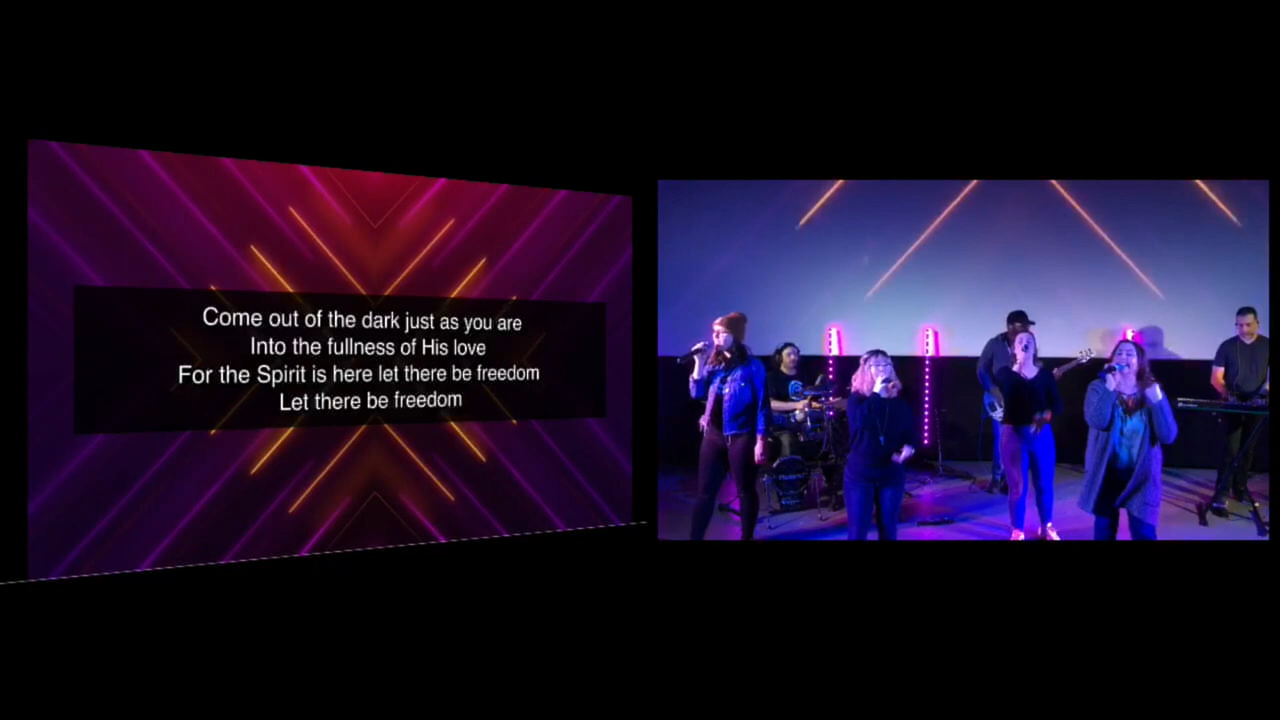 Come out of the dark just as you are
Into the fullness of His love
For the Spirit is here let there be freedom
Let there be freedom